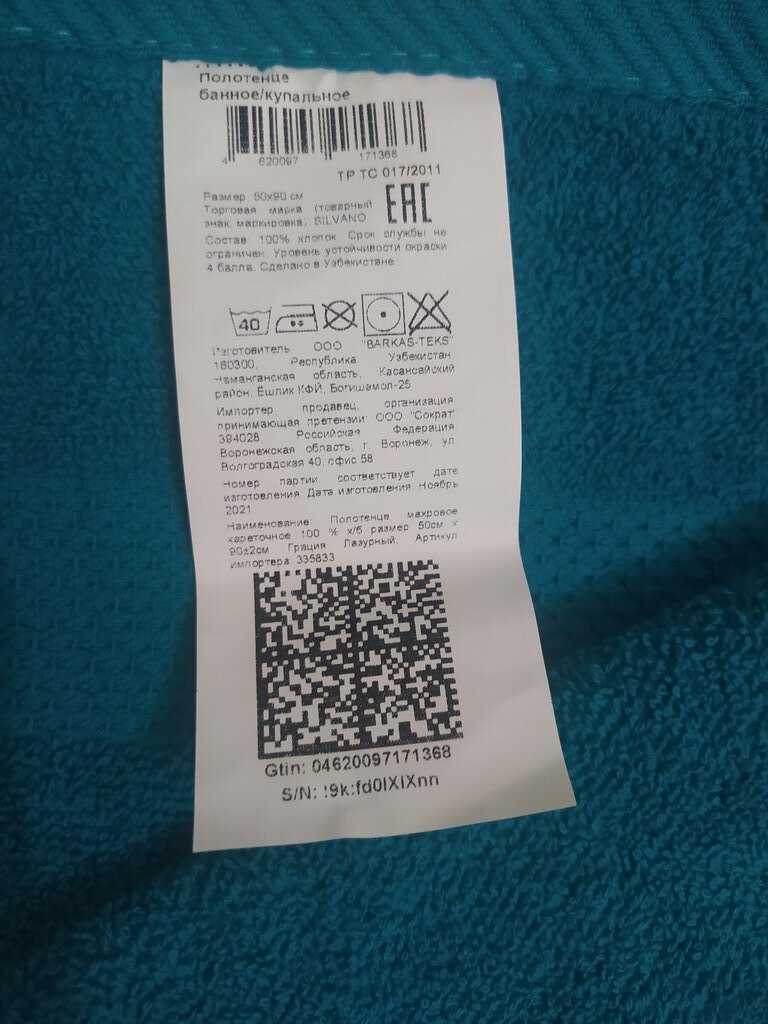 Полотенце
банное/купальное
4 620097 171368
ТР ТС 017/2011
Размер. 50х90 см
Торговая марка (товарный
знак, маркировка). SILVANO
EAC
Состав 100% хлопок Срок службы не
ограничен. Уровень устойчивости окраски
4 балла. Сделано в Узбекистане
40
Изготовитель ООО "BARKAS-TEKS"
160300, Республика Узбекистан,
Наманганская область, Касансайский
район, Ёшлик КФЙ, Богишамол-25
Импортер, продавец, организация
принимающая претензии ООО "Сократ"
394028 Российская Федерация
Воронежская область, г. Воронеж, ул.
Волгоградская 40, офис 58
Номер партии соответствует дате
изготовления Дата изготовления. Ноябрь
2021
Наименование: Полотенце махровое
кареточное 100 % х/б размер 50см х
90±2см Грация Лазурный, Артикул
импортера 335833
Gtin: 04620097171368
S/N: !9k:fd0IXIXnn